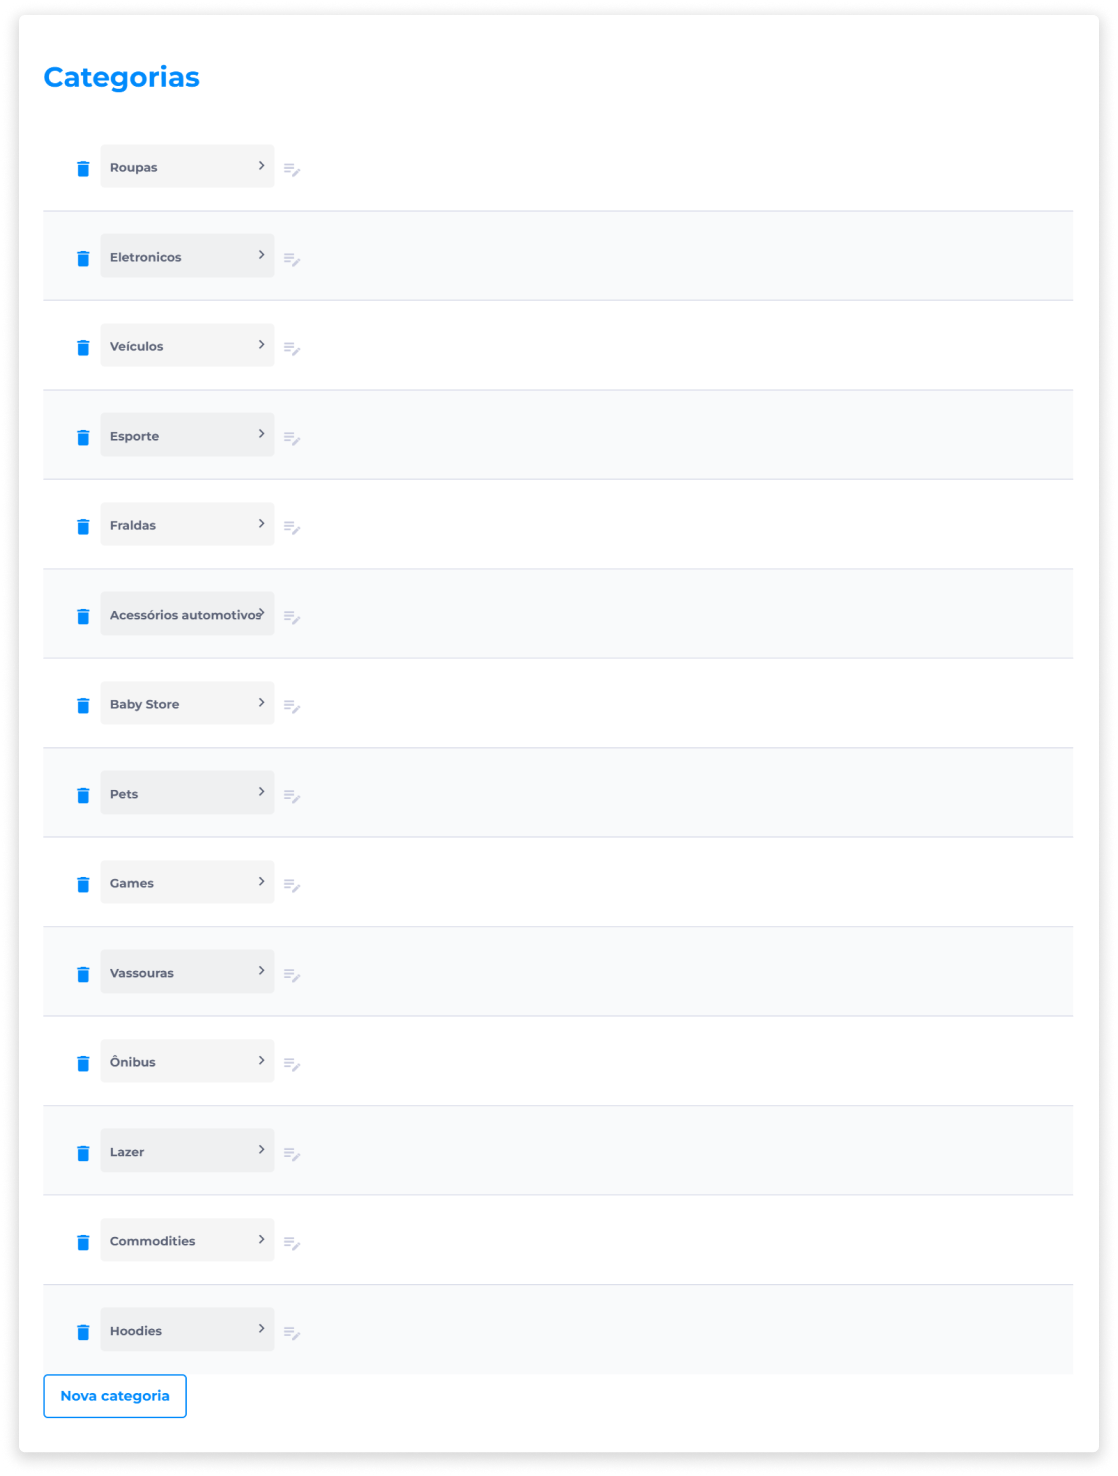 Categorias
Roupas
Eletronicos
Veículos
Esporte
Fraldas
Acessórios automotivos
Baby Store
Pets
Games
Vassouras
Ônibus
Lazer
Commodities
Hoodies
Nova categoria